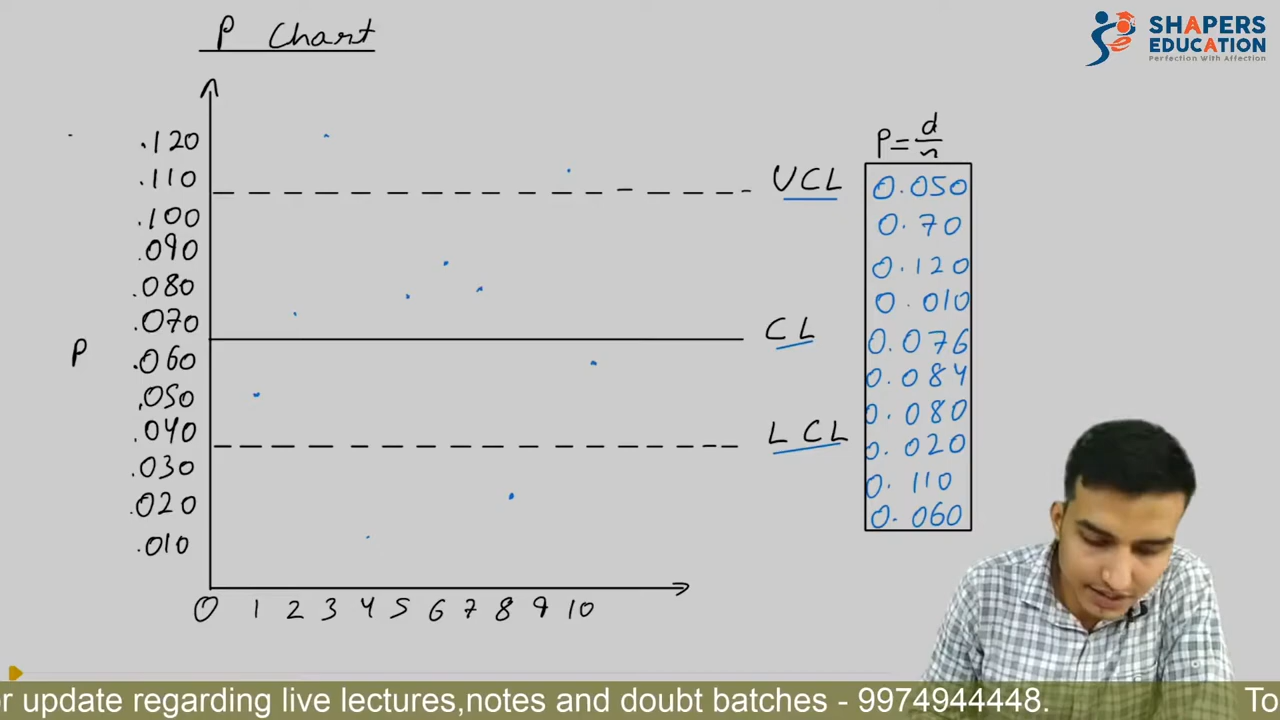 P Chart
SHAPERS
EDUCATION
Perfection With Affection
.120
.110
.100
.090
.080
.070
.060
.050
.040
.030
.020
.010
P
0 1 2 3 4 5 6 7 8 9 10
UCL
CL
LCL
P = d/n
0.050
0.70
0.120
0.010
0.076
0.084
0.080
0.020
0.110
0.060
or update regarding live lectures,notes and doubt batches - 9974944448. To